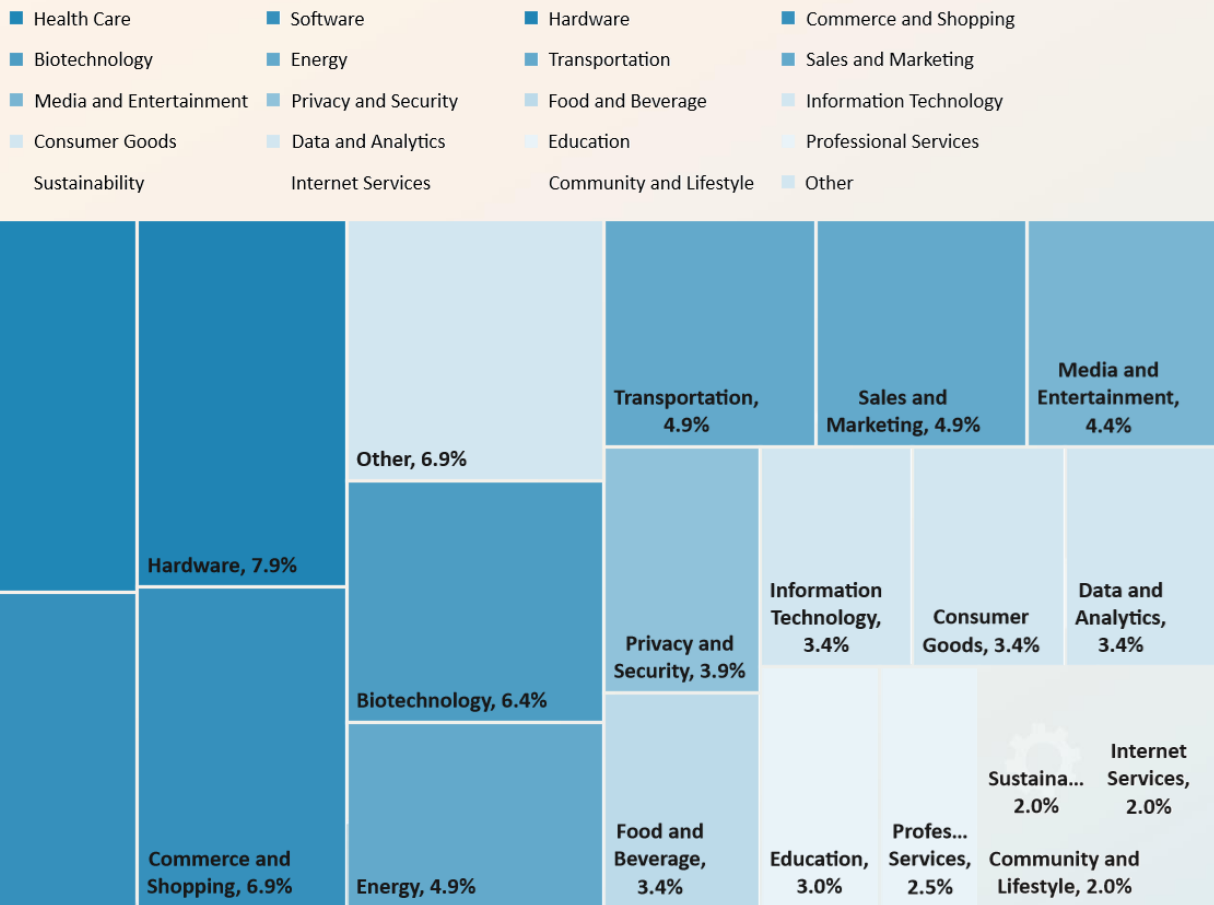 Health Care
Software
Hardware
Commerce and Shopping
Biotechnology
Energy
Transportation
Sales and Marketing
Media and Entertainment
Privacy and Security
Food and Beverage
Information Technology
Consumer Goods
Data and Analytics
Education
Professional Services
Sustainability
Internet Services
Community and Lifestyle
Other
Hardware, 7.9%
Commerce and
Shopping, 6.9%
Other, 6.9%
Biotechnology, 6.4%
Energy, 4.9%
Transportation,
4.9%
Sales and
Marketing, 4.9%
Media and
Entertainment,
4.4%
Privacy and
Security, 3.9%
Food and
Beverage,
3.4%
Information
Technology,
3.4%
Consumer
Goods, 3.4%
Data and
Analytics,
3.4%
Education,
3.0%
Profes...
Services,
2.5%
Sustaina...
2.0%
Internet
Services,
2.0%
Community and
Lifestyle, 2.0%